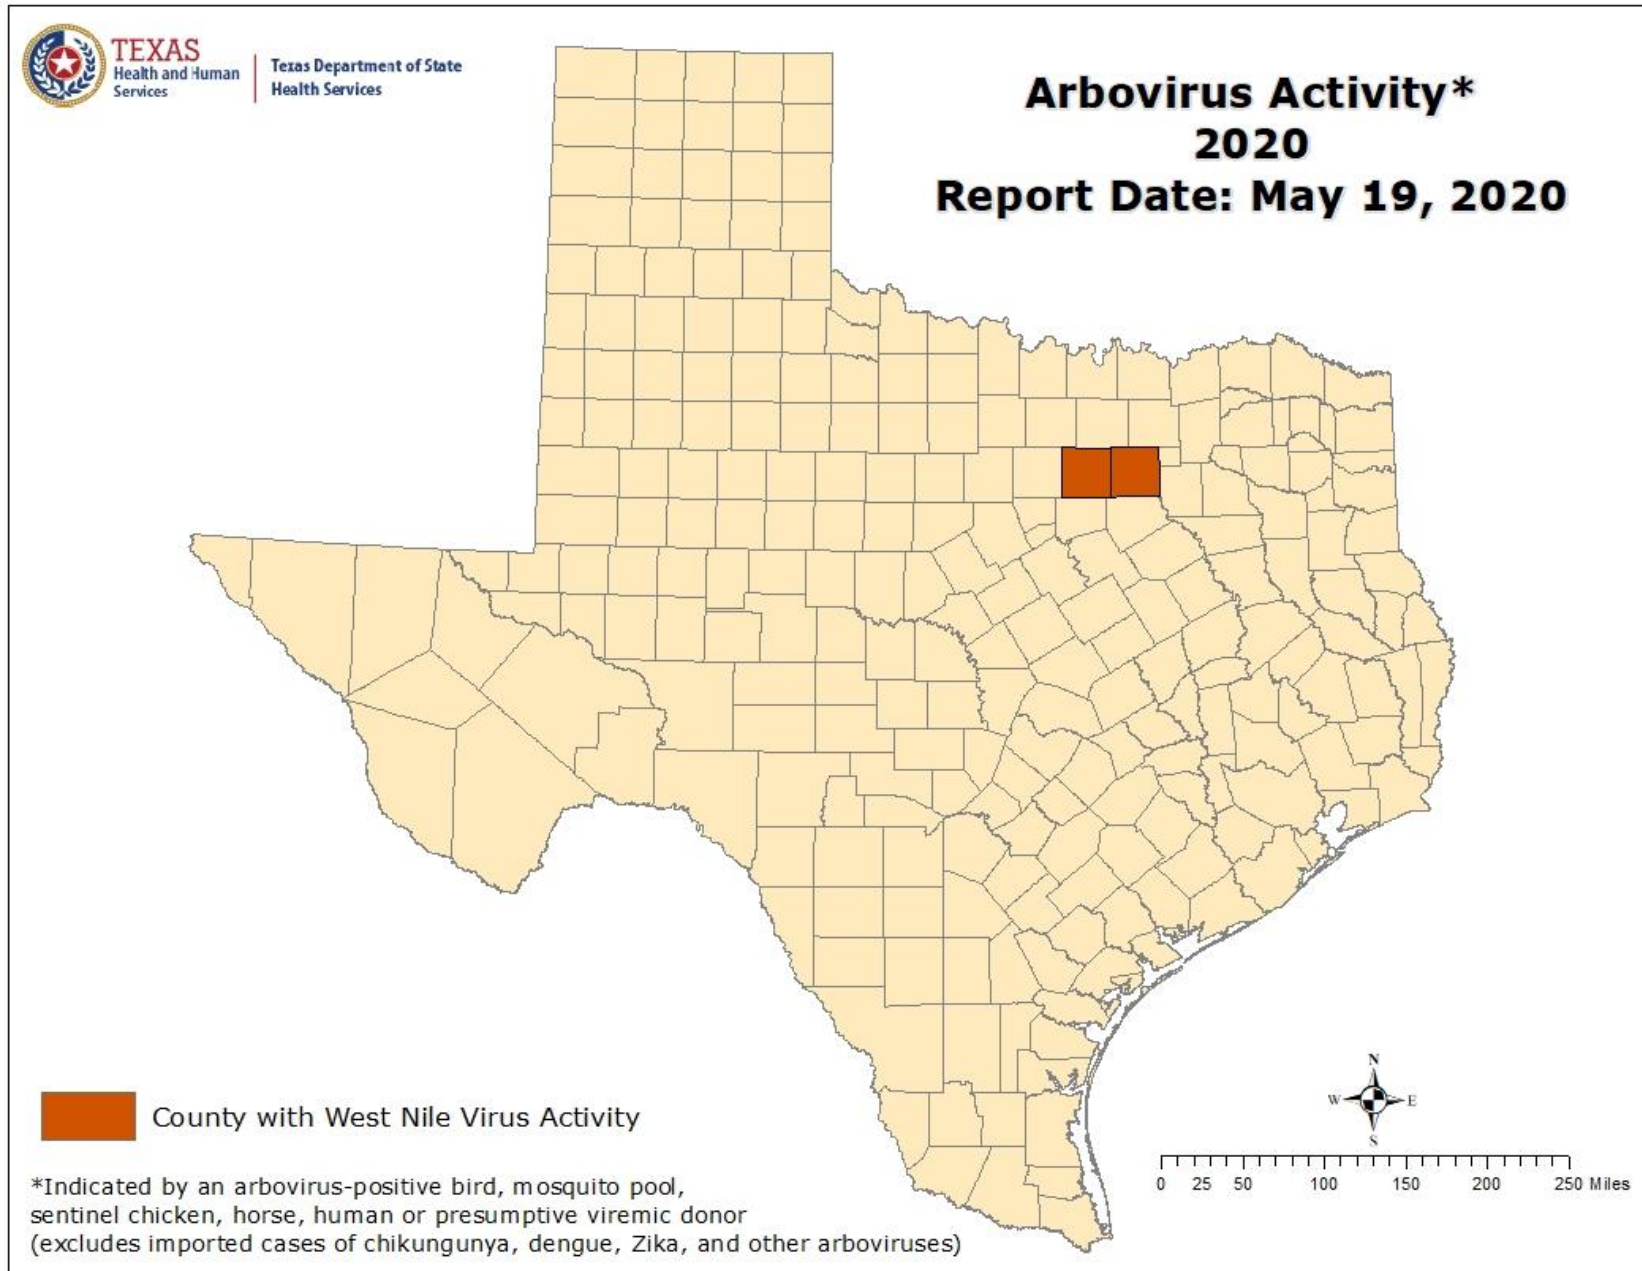 TEXAS
Health and Human
Services
Texas Department of State
Health Services
Arbovirus Activity*
2020
Report Date: May 19, 2020
County with West Nile Virus Activity
*Indicated by an arbovirus-positive bird, mosquito pool,
sentinel chicken, horse, human or presumptive viremic donor
(excludes imported cases of chikungunya, dengue, Zika, and other arboviruses)
N
W E
S
0 25 50 100 150 200 250 Miles